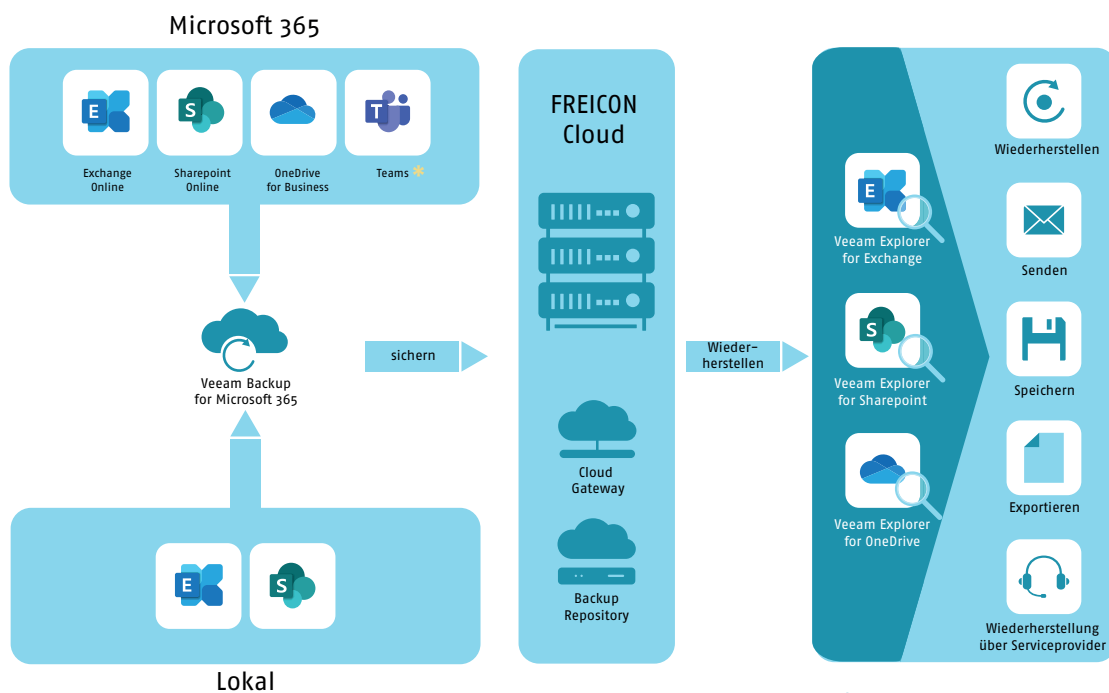 Microsoft 365
E
S
T
Exchange
Online
Sharepoint
Online
OneDrive
for Business
Teams *
Veeam Backup
for Microsoft 365
sichern
E
S
Lokal
FREICON
Cloud
Cloud
Gateway
Backup
Repository
Wieder-
herstellen
E
Veeam Explorer
for Exchange
S
Veeam Explorer
for Sharepoint
Veeam Explorer
for OneDrive
Wiederherstellen
Senden
Speichern
Exportieren
Wiederherstellung
über Serviceprovider